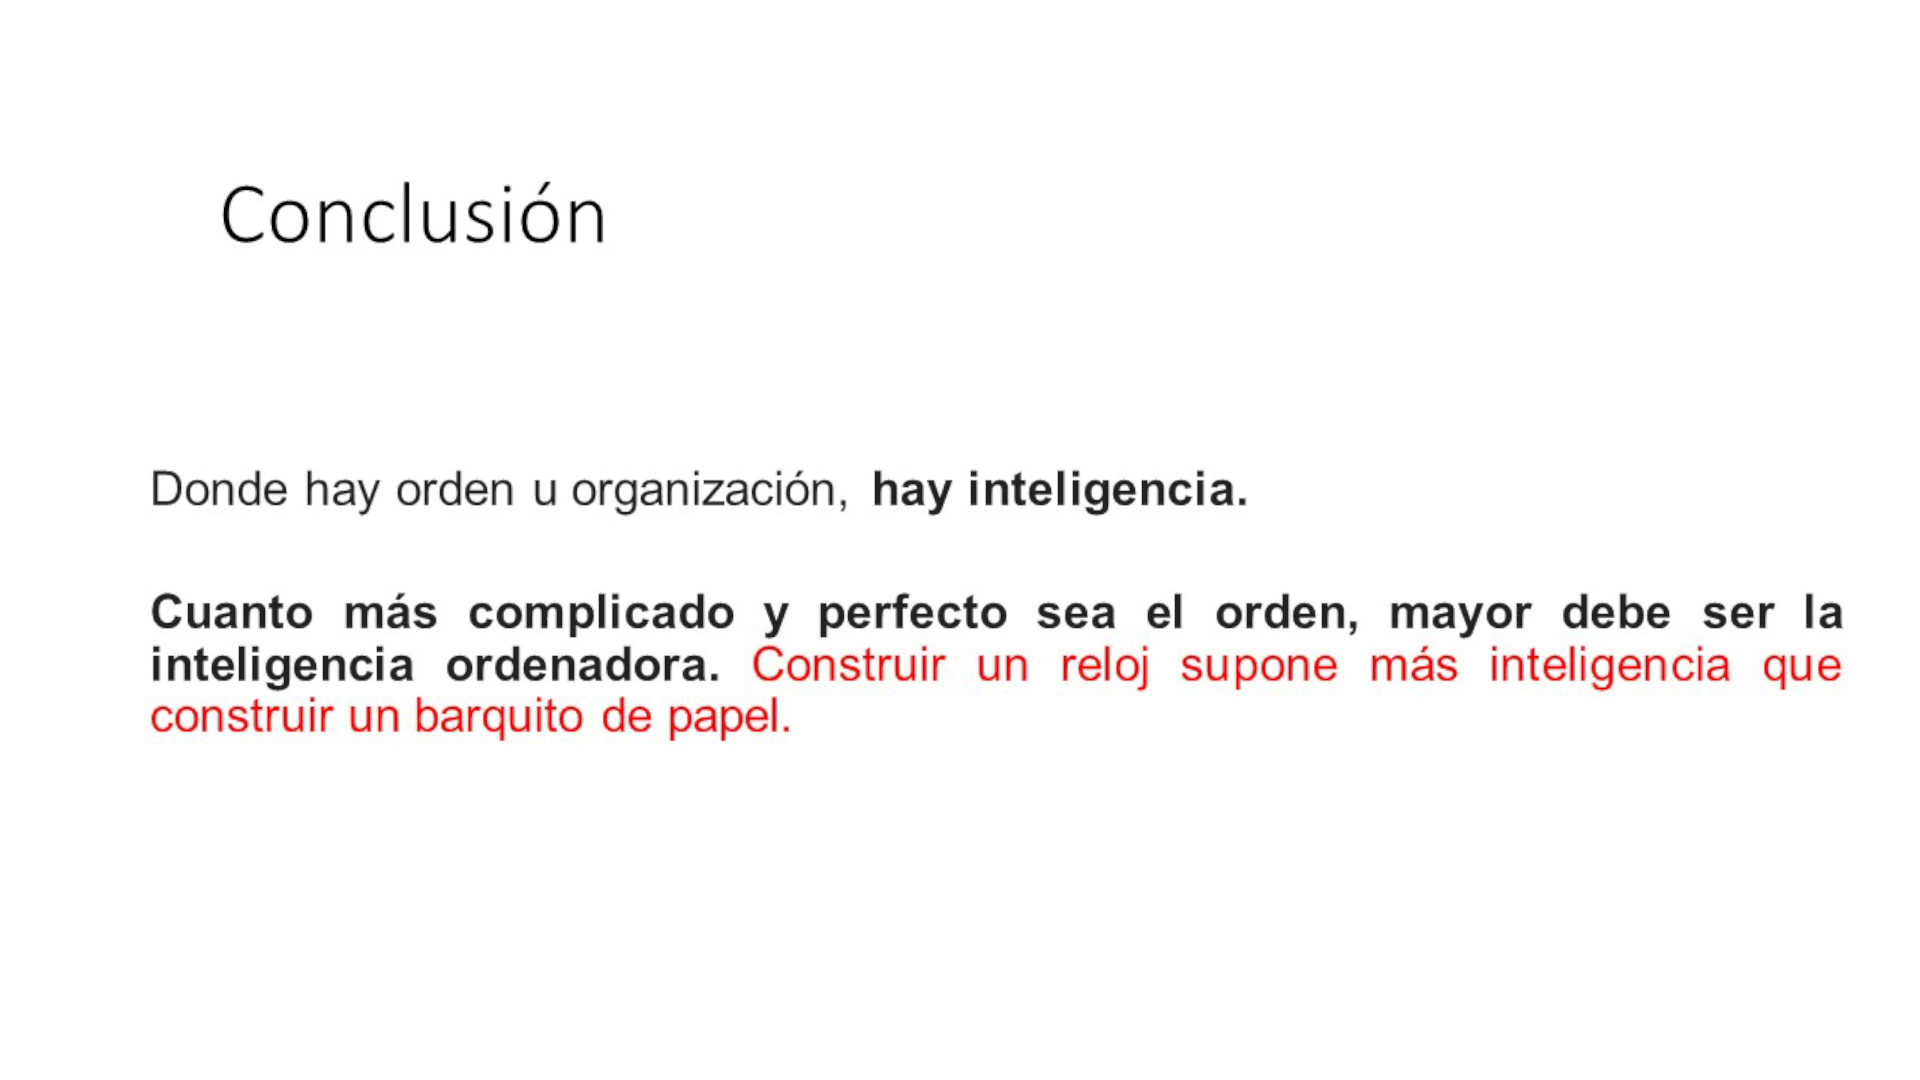 Conclusión
Donde hay orden u organización, hay inteligencia.
Cuanto más complicado y perfecto sea el orden, mayor debe ser la
inteligencia ordenadora. Construir un reloj supone más inteligencia que
construir un barquito de papel.